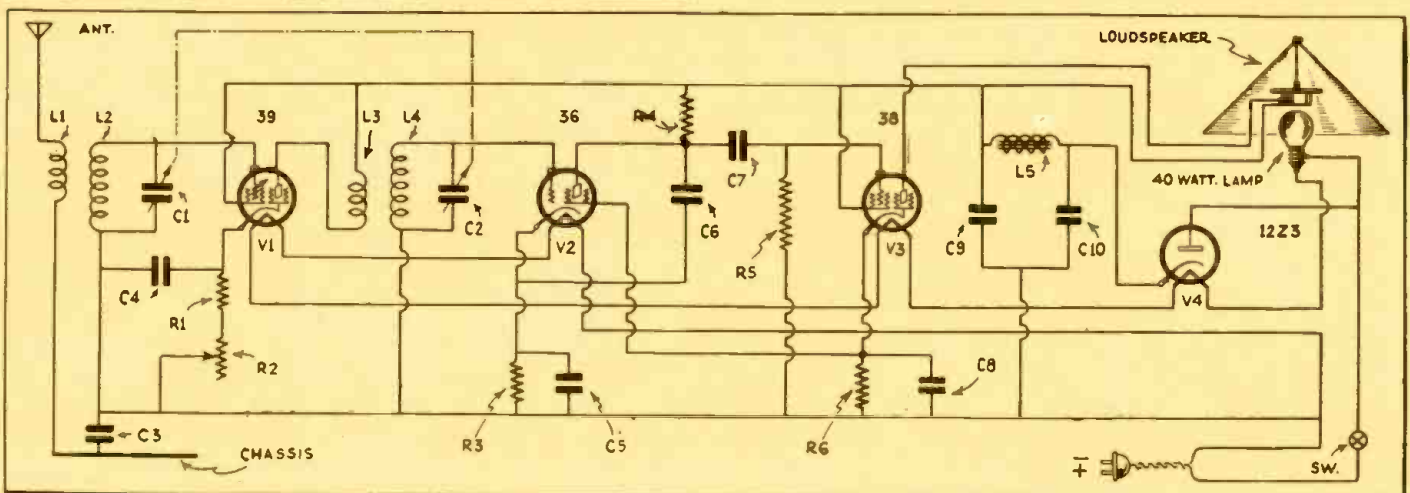 ANT.
LOUDSPEAKER
L1
L2
39
L3
L4
36
R4
38
C7
L5
40 WATT. LAMP
C1
C2
C6
V1
V2
V3
C9
C10
12Z3
R5
V4
C4
R1
R2
C8
C3
R3
C5
R6
CHASSIS
SW.